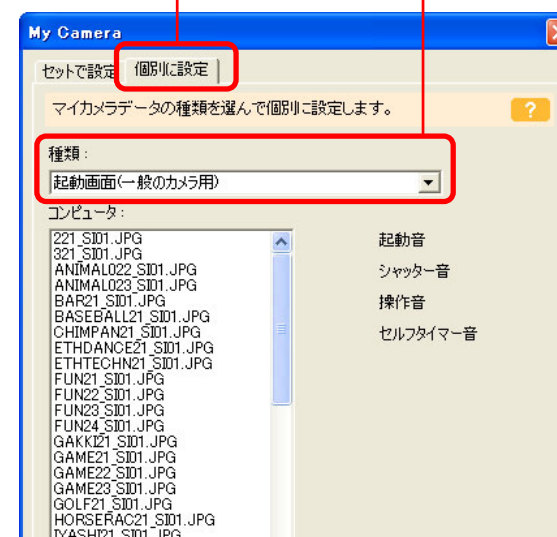 My Camera
セットで設定 個別に設定
マイカメラデータの種類を選んで個別に設定します。 ?
種類:
起動画面(一般のカメラ用)
コンピュータ:
221_SI01.JPG
321_SI01.JPG
ANIMAL022_SI01.JPG
ANIMAL023_SI01.JPG
BAR21_SI01.JPG
BASEBALL21_SI01.JPG
CHIMPAN21_SI01.JPG
ETHDANCE21_SI01.JPG
ETHTECHN21_SI01.JPG
FUN21_SI01.JPG
FUN22_SI01.JPG
FUN23_SI01.JPG
FUN24_SI01.JPG
GAKKI21_SI01.JPG
GAME21_SI01.JPG
GAME22_SI01.JPG
GAME23_SI01.JPG
GOLF21_SI01.JPG
HORSERAC21_SI01.JPG
IYASHI21_SI01.JPG
起動音
シャッター音
操作音
セルフタイマー音